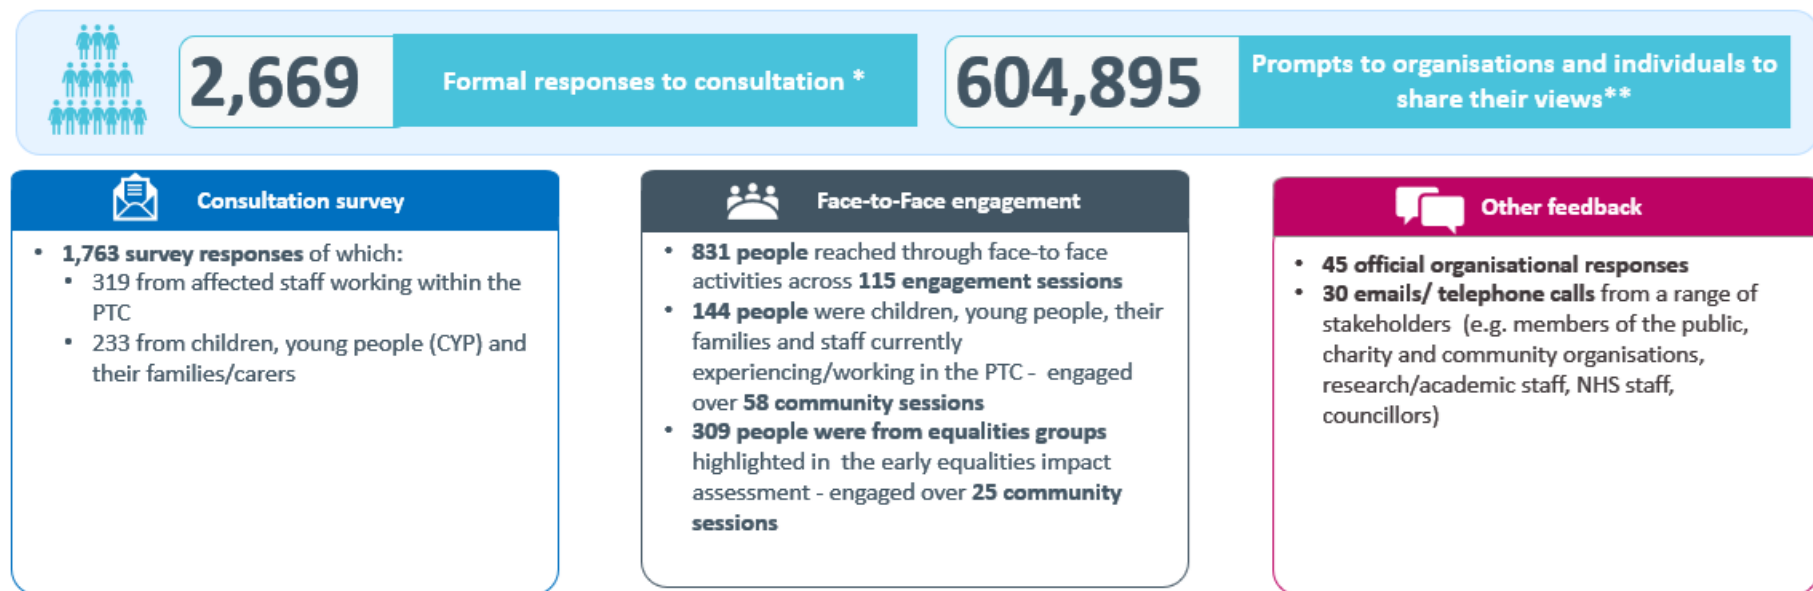 2,669
Formal responses to consultation *
604,895
Prompts to organisations and individuals to
share their views**
Consultation survey
• 1,763 survey responses of which:
• 319 from affected staff working within the
PTC
• 233 from children, young people (CYP) and
their families/carers
Face-to-Face engagement
• 831 people reached through face-to face
activities across 115 engagement sessions
• 144 people were children, young people, their
families and staff currently
experiencing/working in the PTC - engaged
over 58 community sessions
• 309 people were from equalities groups
highlighted in the early equalities impact
assessment - engaged over 25 community
sessions
Other feedback
• 45 official organisational responses
• 30 emails/ telephone calls from a range of
stakeholders (e.g. members of the public,
charity and community organisations,
research/academic staff, NHS staff,
councillors)